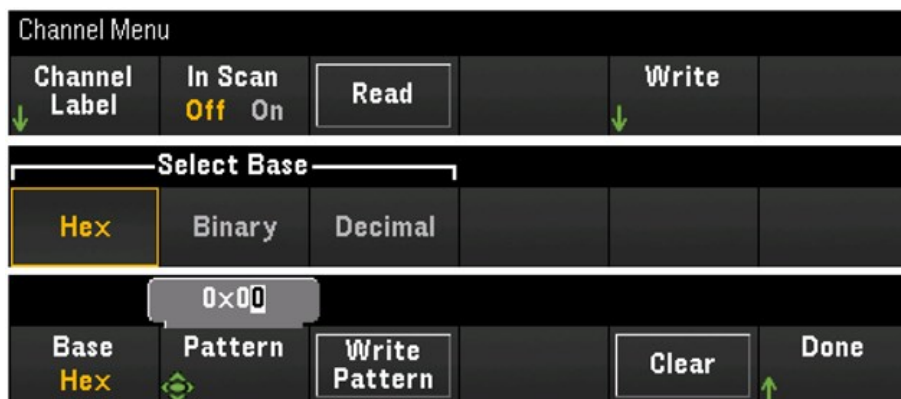 Channel Menu
Channel Label
In Scan
Off On
Read
Write
Select Base
Hex
Binary
Decimal
0x00
Base
Hex
Pattern
Write Pattern
Clear
Done